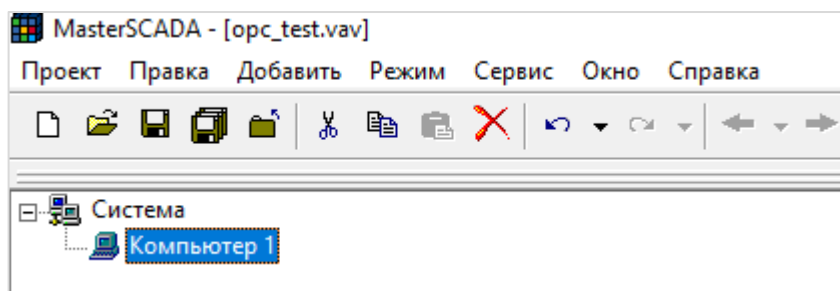 MasterSCADA - [opc_test.vav]
Проект Правка Добавить Режим Сервис Окно Справка
Система
Компьютер 1